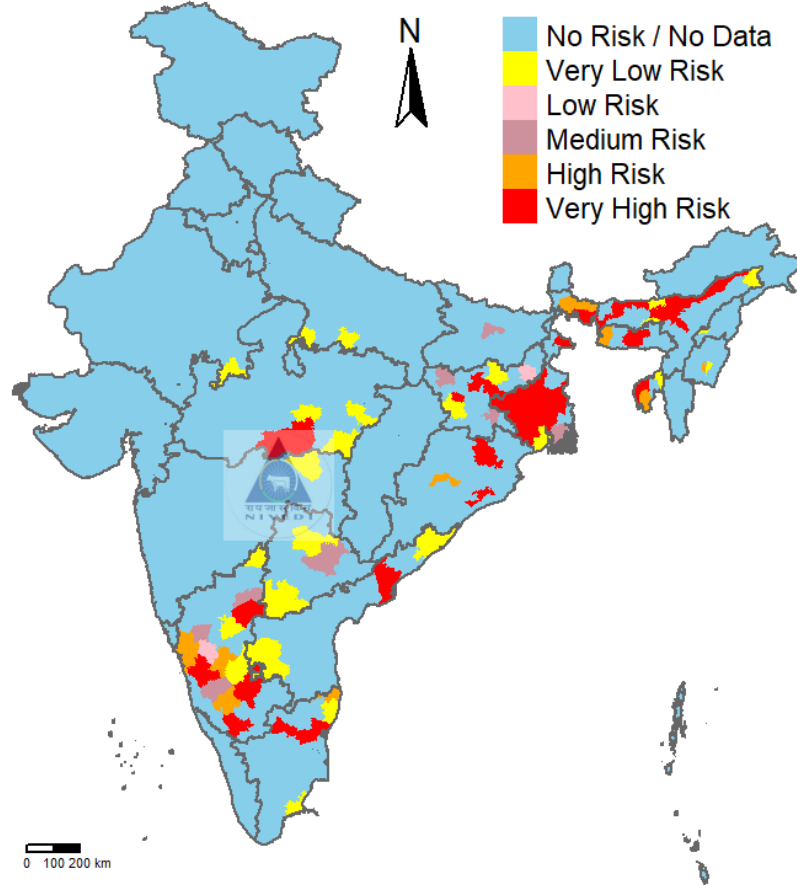 N
No Risk / No Data
Very Low Risk
Low Risk
Medium Risk
High Risk
Very High Risk
NIVEDI
0 100 200 km